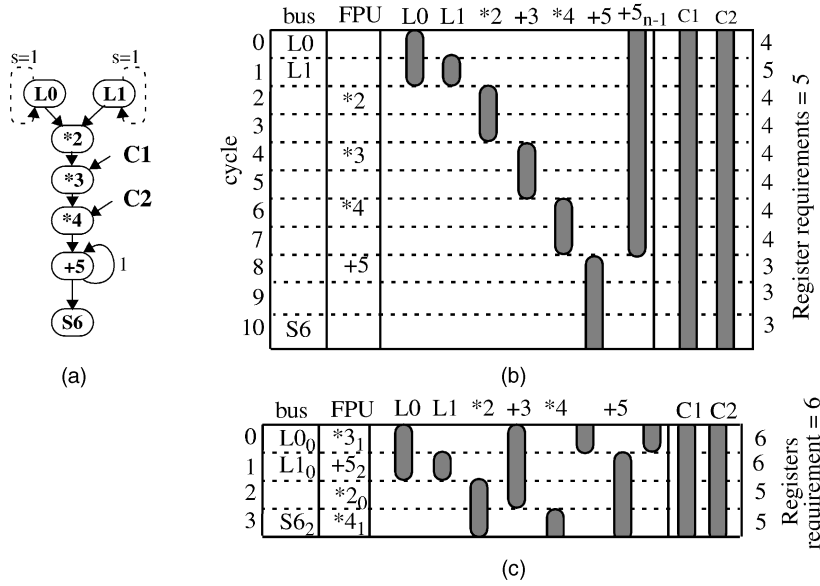 s=1 s=1
L0 L1
*2
*3 C1
*4 C2
+5 1
S6
(a)
bus FPU L0 L1 *2 +3 *4 +5 +5n-1 C1 C2
0 L0 4
1 L1 5
2 *2 4
3 4
4 *3 4
5 4
6 *4 4
7 4
8 +5 3
9 3
10 S6 3
cycle
Register requirements = 5
(b)
bus FPU L0 L1 *2 +3 *4 +5 C1 C2
0 L0₀ *3₁ 6
1 L1₀ +5₂ 6
2 *2₀ 5
3 S6₂ *4₁ 5
Registers
requirement = 6
(c)